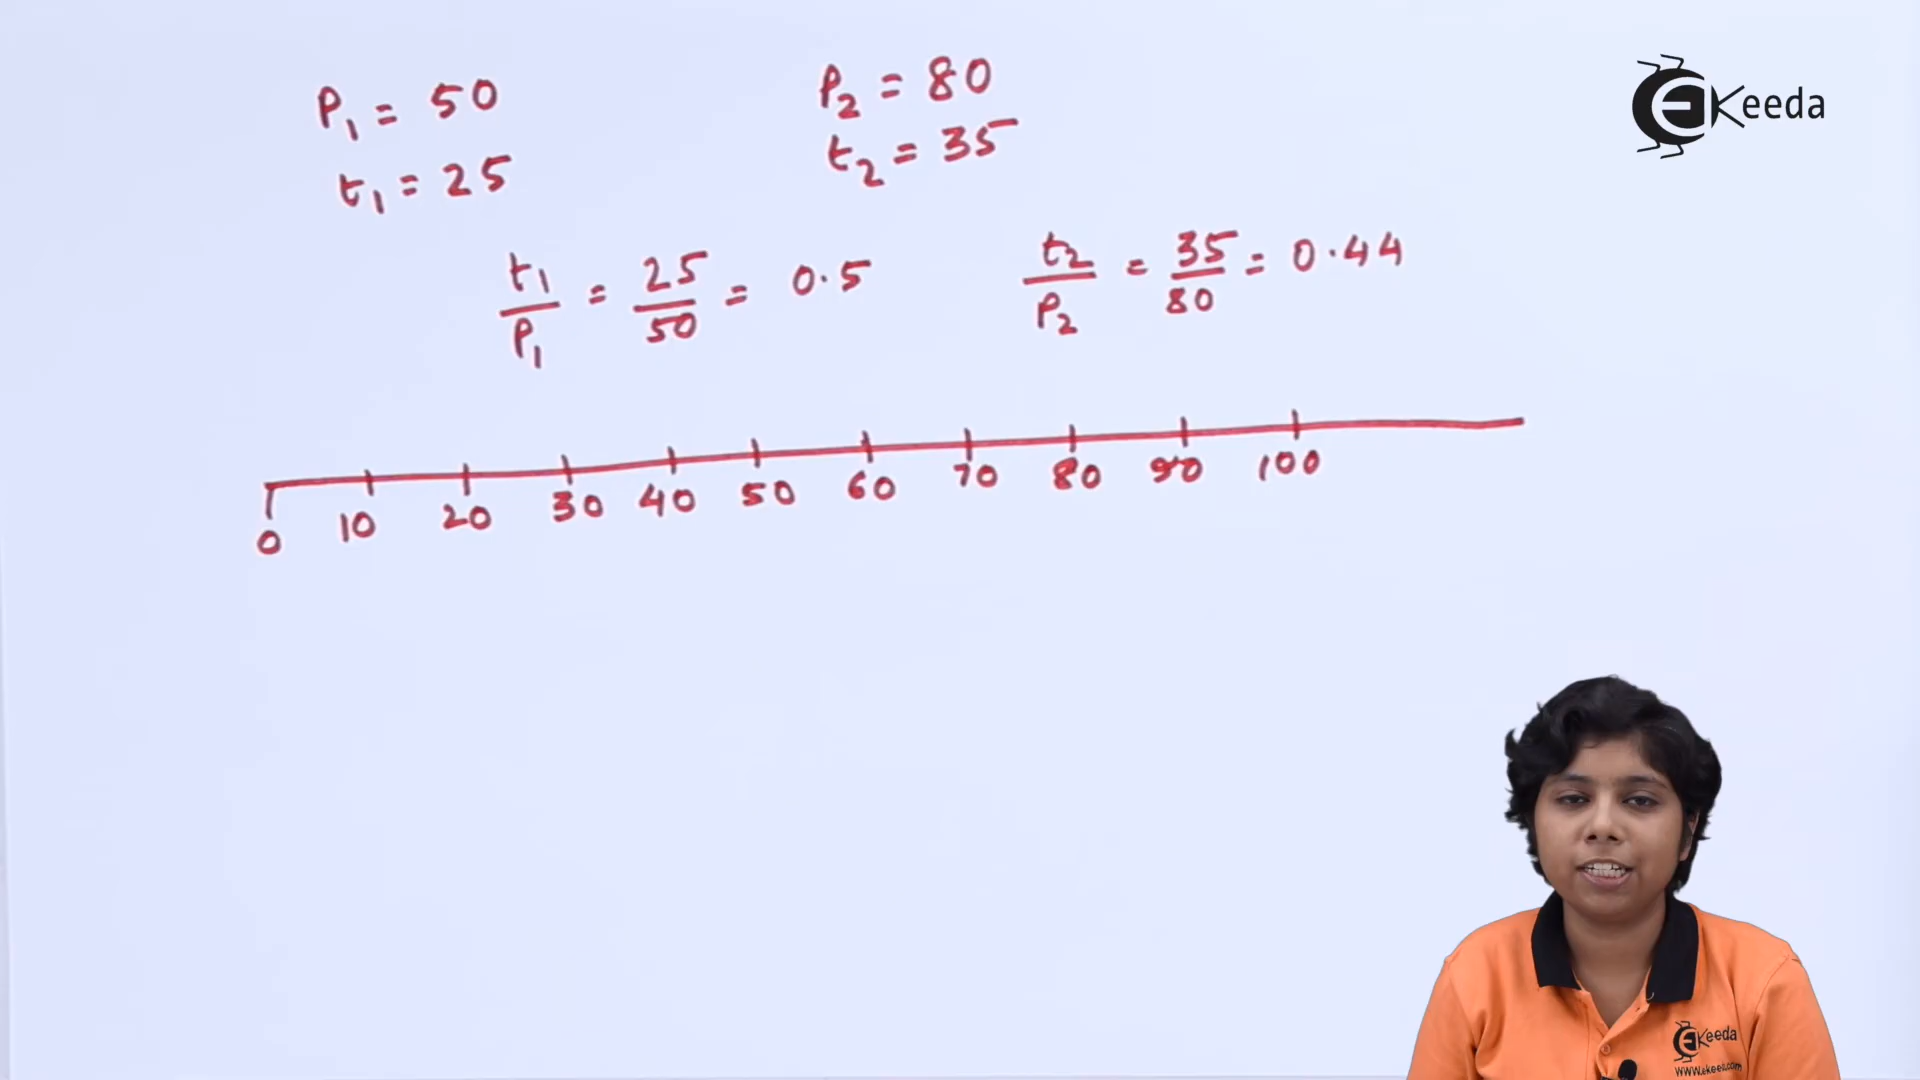 P₁ = 50
t₁ = 25
P₂ = 80
t₂ = 35
t₁/P₁ = 25/50 = 0.5
t₂/P₂ = 35/80 = 0.44
0 10 20 30 40 50 60 70 80 90 100
EKeeda
EKeeda
www.ekeeda.com